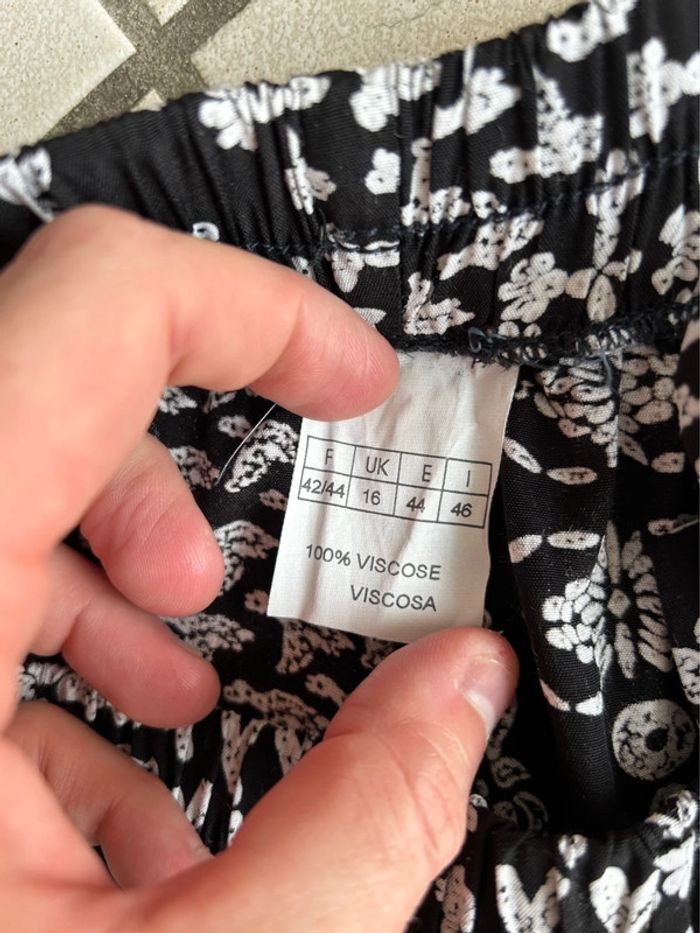 F UK E I
42/44 16 44 46
100% VISCOSE
VISCOSA